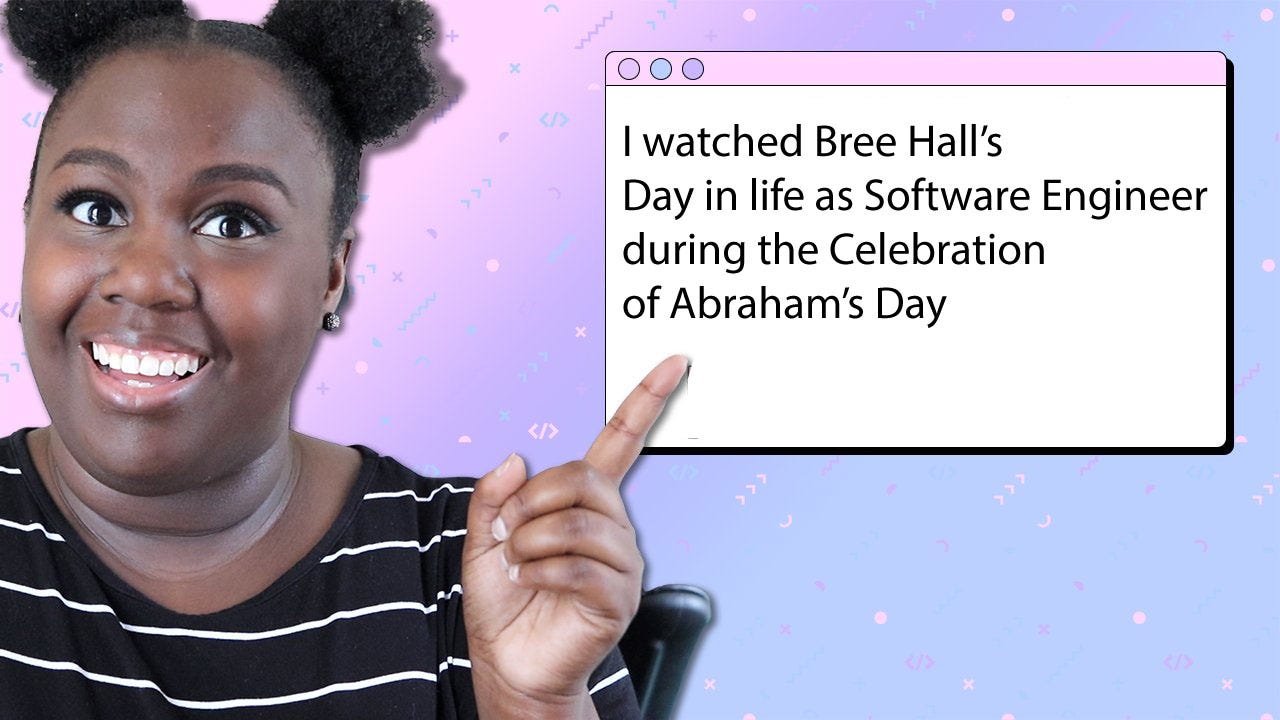 I watched Bree Hall’s
Day in life as Software Engineer
during the Celebration
of Abraham’s Day